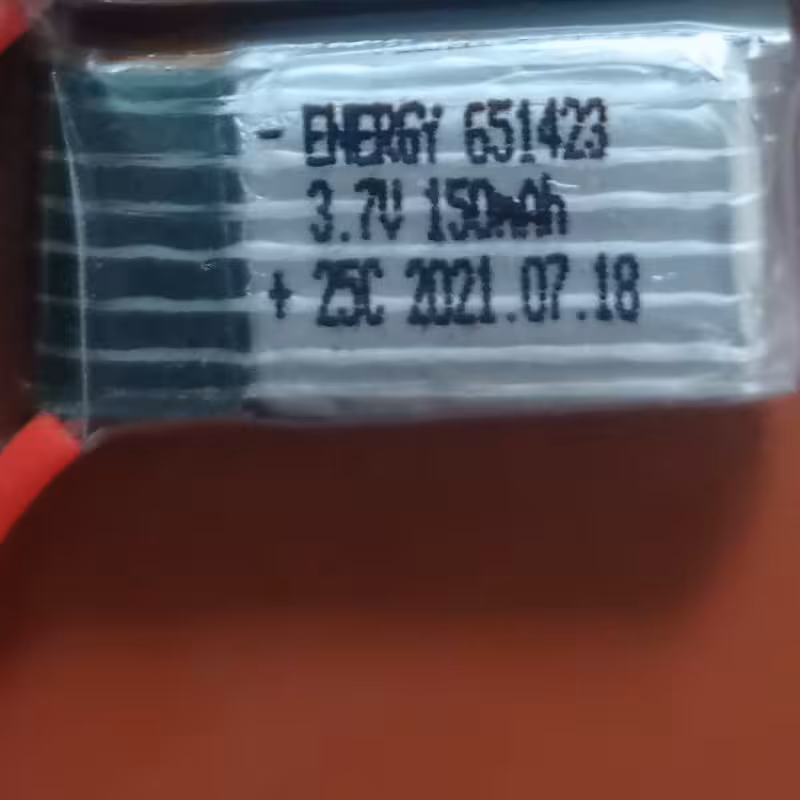 - ENERGY 651423
3.7V 150mAh
+ 25C 2021.07.18